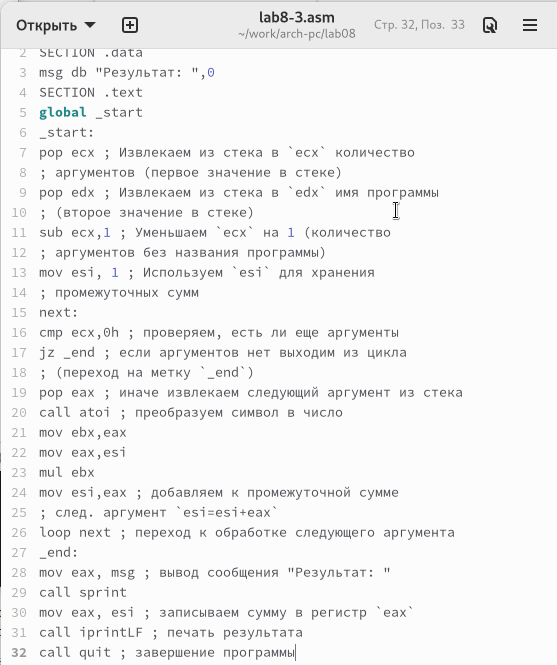 Открыть
lab8-3.asm
~/work/arch-pc/lab08
Стр. 32, Поз. 33
2 SECTION .data
3 msg db "Результат: ",0
4 SECTION .text
5 global _start
6 _start:
7 pop ecx ; Извлекаем из стека в `ecx` количество
8 ; аргументов (первое значение в стеке)
9 pop edx ; Извлекаем из стека в `edx` имя программы
10 ; (второе значение в стеке)
11 sub ecx,1 ; Уменьшаем `ecx` на 1 (количество
12 ; аргументов без названия программы)
13 mov esi, 1 ; Используем `esi` для хранения
14 ; промежуточных сумм
15 next:
16 cmp ecx,0h ; проверяем, есть ли еще аргументы
17 jz _end ; если аргументов нет выходим из цикла
18 ; (переход на метку `_end`)
19 pop eax ; иначе извлекаем следующий аргумент из стека
20 call atoi ; преобразуем символ в число
21 mov ebx,eax
22 mov eax,esi
23 mul ebx
24 mov esi,eax ; добавляем к промежуточной сумме
25 ; след. аргумент `esi=esi+eax`
26 loop next ; переход к обработке следующего аргумента
27 _end:
28 mov eax, msg ; вывод сообщения "Результат: "
29 call sprint
30 mov eax, esi ; записываем сумму в регистр `eax`
31 call iprintLF ; печать результата
32 call quit ; завершение программы